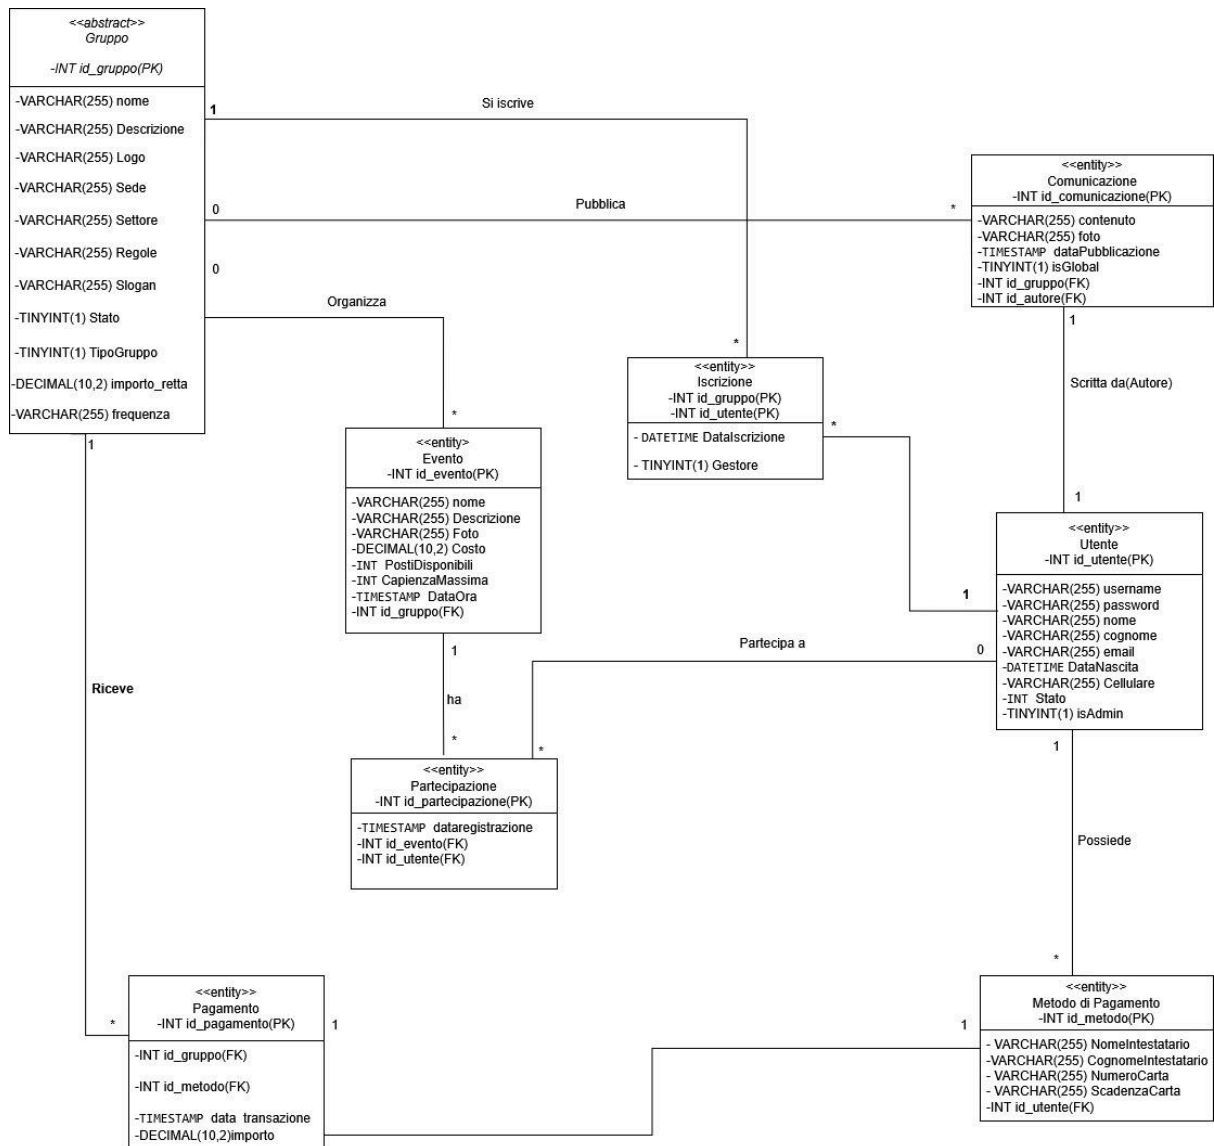 <<abstract>>
Gruppo
-INT id_gruppo(PK)
-VARCHAR(255) nome
-VARCHAR(255) Descrizione
-VARCHAR(255) Logo
-VARCHAR(255) Sede
-VARCHAR(255) Settore
-VARCHAR(255) Regole
-VARCHAR(255) Slogan
-TINYINT(1) Stato
-TINYINT(1) TipoGruppo
-DECIMAL(10,2) importo_retta
-VARCHAR(255) frequenza
1
Si iscrive
*
0
Pubblica
*
0
Organizza
*
1
Riceve
*
<<entity>>
Comunicazione
-INT id_comunicazione(PK)
-VARCHAR(255) contenuto
-VARCHAR(255) foto
-TIMESTAMP dataPubblicazione
-TINYINT(1) isGlobal
-INT id_gruppo(FK)
-INT id_autore(FK)
1
Scritta da(Autore)
1
<<entity>>
Iscrizione
-INT id_gruppo(PK)
-INT id_utente(PK)
- DATETIME DataIscrizione
- TINYINT(1) Gestore
*
1
<<entity>
Evento
-INT id_evento(PK)
-VARCHAR(255) nome
-VARCHAR(255) Descrizione
-VARCHAR(255) Foto
-DECIMAL(10,2) Costo
-INT PostiDisponibili
-INT CapienzaMassima
-TIMESTAMP DataOra
-INT id_gruppo(FK)
1
ha
*
<<entity>>
Utente
-INT id_utente(PK)
-VARCHAR(255) username
-VARCHAR(255) password
-VARCHAR(255) nome
-VARCHAR(255) cognome
-VARCHAR(255) email
-DATETIME DataNascita
-VARCHAR(255) Cellulare
-INT Stato
-TINYINT(1) isAdmin
Partecipa a
0
*
1
Possiede
*
<<entity>>
Partecipazione
-INT id_partecipazione(PK)
-TIMESTAMP dataregistrazione
-INT id_evento(FK)
-INT id_utente(FK)
<<entity>>
Pagamento
-INT id_pagamento(PK)
-INT id_gruppo(FK)
-INT id_metodo(FK)
-TIMESTAMP data transazione
-DECIMAL(10,2)importo
1
1
<<entity>>
Metodo di Pagamento
-INT id_metodo(PK)
- VARCHAR(255) NomeIntestatario
-VARCHAR(255) CognomeIntestatario
- VARCHAR(255) NumeroCarta
- VARCHAR(255) ScadenzaCarta
-INT id_utente(FK)